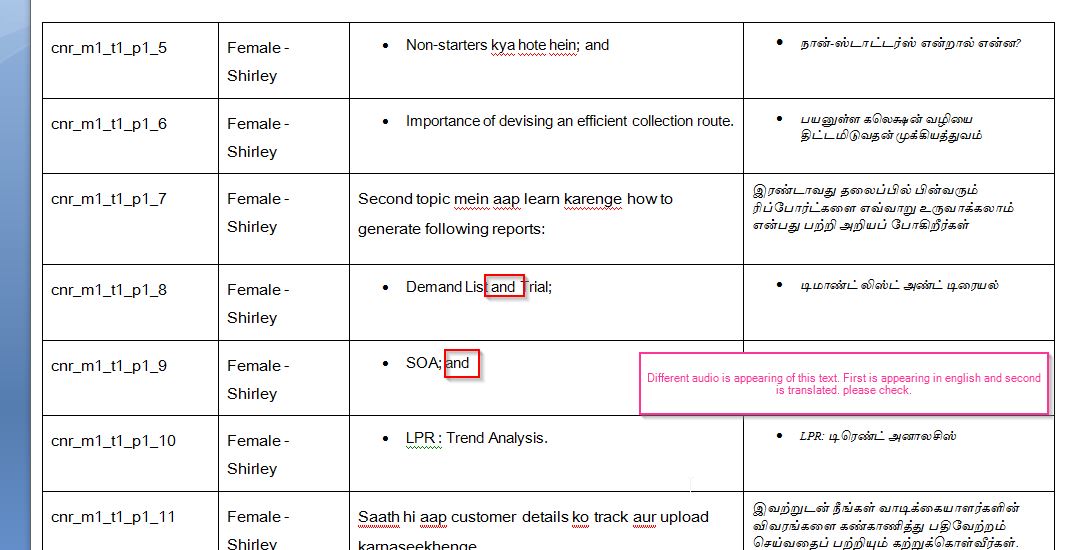 cnr_m1_t1_p1_5
Female -
Shirley
• Non-starters kya hote hein; and
• நான்-ஸ்டாட்டர்ஸ் என்றால் என்ன?
cnr_m1_t1_p1_6
Female -
Shirley
• Importance of devising an efficient collection route.
• பயனுள்ள கலெக்ஷன் வழியை
திட்டமிடுவதன் முக்கியத்துவம்
cnr_m1_t1_p1_7
Female -
Shirley
Second topic mein aap learn karenge how to
generate following reports:
இரண்டாவது தலைப்பில் பின்வரும்
ரிப்போர்ட்களை எவ்வாறு உருவாக்கலாம்
என்பது பற்றி அறியப் போகிறீர்கள்
cnr_m1_t1_p1_8
Female -
Shirley
• Demand List and Trial;
• டிமாண்ட் லிஸ்ட் அண்ட் டிரையல்
cnr_m1_t1_p1_9
Female -
Shirley
• SOA; and
Different audio is appearing of this text. First is appearing in english and second
is translated. please check.
cnr_m1_t1_p1_10
Female -
Shirley
• LPR : Trend Analysis.
• LPR: டிரெண்ட் அனாலசிஸ்
cnr_m1_t1_p1_11
Female -
Shirley
Saath hi aap customer details ko track aur upload
karnaseekhenge
இவற்றுடன் நீங்கள் வாடிக்கையாளர்களின்
விவரங்களை கண்காணித்து பதிவேற்றம்
செய்வதைப் பற்றியும் கற்றுக்கொள்வீர்கள்.